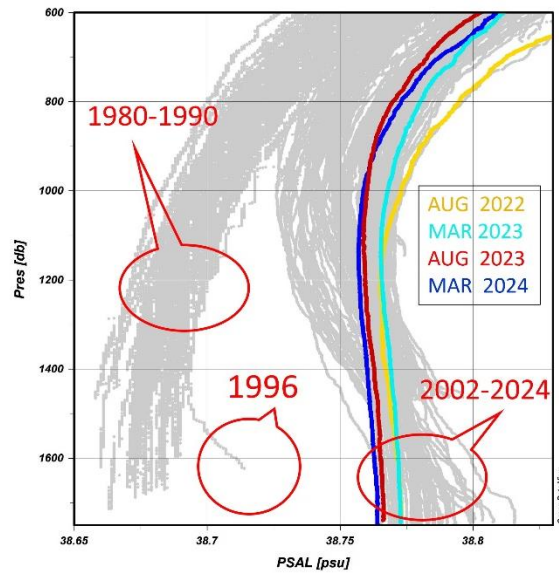 600
800
1000
1200
1400
1600
Pres [db]
1980-1990
AUG 2022
MAR 2023
AUG 2023
MAR 2024
1996
2002-2024
38.65
38.7
38.75
38.8
PSAL [psu]